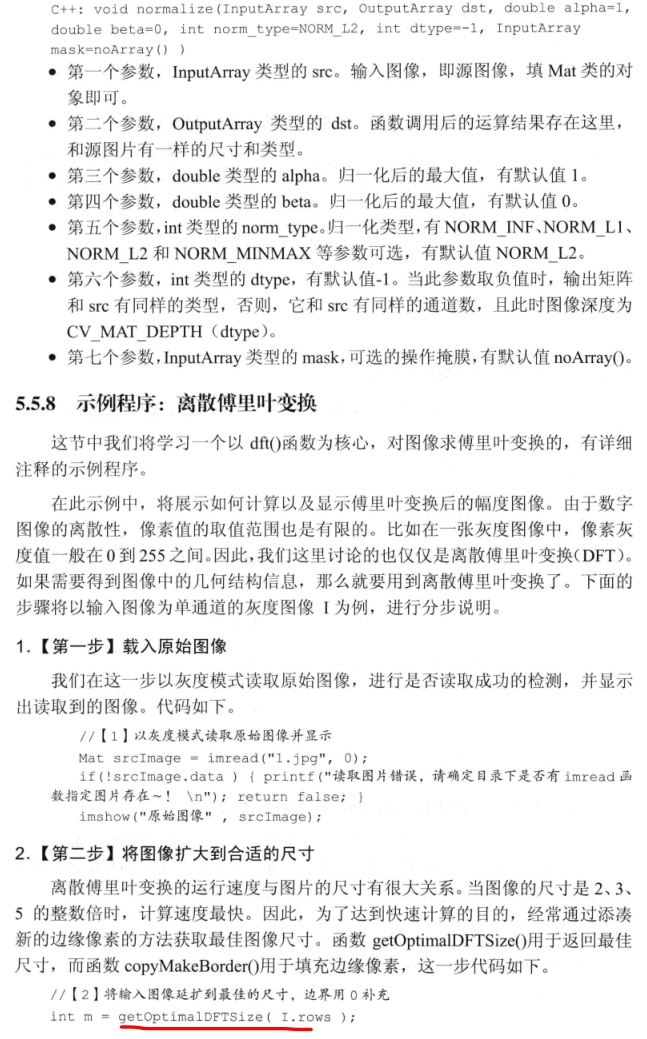 C++: void normalize(InputArray src, OutputArray dst, double alpha=1,
double beta=0, int norm_type=NORM_L2, int dtype=-1, InputArray
mask=noArray() )
● 第一个参数，InputArray 类型的 src。输入图像，即源图像，填 Mat 类的对
象即可。
● 第二个参数，OutputArray 类型的 dst。函数调用后的运算结果存在这里，
和源图片有一样的尺寸和类型。
● 第三个参数，double 类型的 alpha。归一化后的最大值，有默认值 1。
● 第四个参数，double 类型的 beta。归一化后的最大值，有默认值 0。
● 第五个参数，int 类型的 norm_type。归一化类型，有 NORM_INF、NORM_L1、
NORM_L2 和 NORM_MINMAX 等参数可选，有默认值 NORM_L2。
● 第六个参数，int 类型的 dtype，有默认值-1。当此参数取负值时，输出矩阵
和 src 有同样的类型，否则，它和 src 有同样的通道数，且此时图像深度为
CV_MAT_DEPTH（dtype）。
● 第七个参数，InputArray 类型的 mask，可选的操作掩膜，有默认值 noArray()。
5.5.8 示例程序：离散傅里叶变换
这节中我们将学习一个以 dft()函数为核心，对图像求傅里叶变换的，有详细
注释的示例程序。
在此示例中，将展示如何计算以及显示傅里叶变换后的幅度图像。由于数字
图像的离散性，像素值的取值范围也是有限的。比如在一张灰度图像中，像素灰
度值一般在 0 到 255 之间。因此，我们这里讨论的也仅仅是离散傅里叶变换（DFT）。
如果需要得到图像中的几何结构信息，那么就要用到离散傅里叶变换了。下面的
步骤将以输入图像为单通道的灰度图像 I 为例，进行分步说明。
1.【第一步】载入原始图像
我们在这一步以灰度模式读取原始图像，进行是否读取成功的检测，并显示
出读取到的图像。代码如下。
//【1】以灰度模式读取原始图像并显示
Mat srcImage = imread("1.jpg", 0);
if(!srcImage.data ) { printf("读取图片错误，请确定目录下是否有 imread 函
数指定图片存在~！ \n"); return false; }
imshow("原始图像" , srcImage);
2.【第二步】将图像扩大到合适的尺寸
离散傅里叶变换的运行速度与图片的尺寸有很大关系。当图像的尺寸是 2、3、
5 的整数倍时，计算速度最快。因此，为了达到快速计算的目的，经常通过添凑
新的边缘像素的方法获取最佳图像尺寸。函数 getOptimalDFTSize()用于返回最佳
尺寸，而函数 copyMakeBorder()用于填充边缘像素，这一步代码如下。
//【2】将输入图像延扩到最佳的尺寸，边界用 0 补充
int m = getOptimalDFTSize( I.rows );